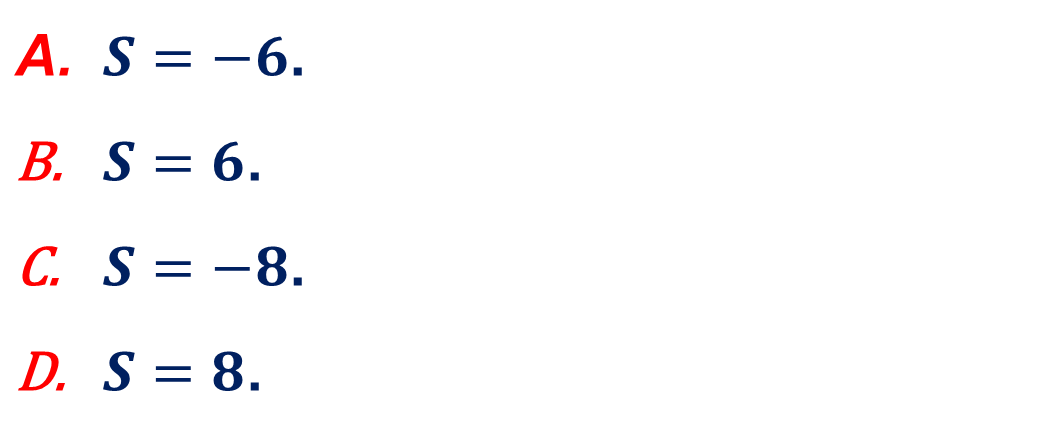 A. S = −6.
B. S = 6.
C. S = −8.
D. S = 8.